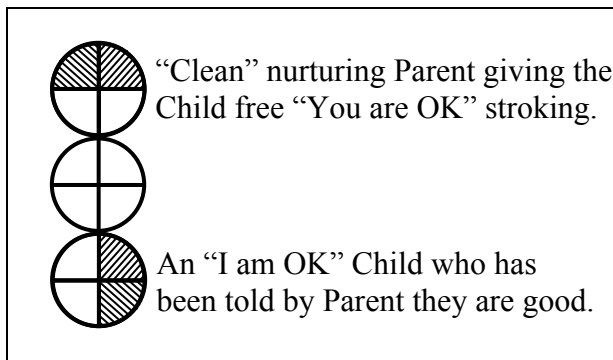 “Clean” nurturing Parent giving the
Child free “You are OK” stroking.
An “I am OK” Child who has
been told by Parent they are good.